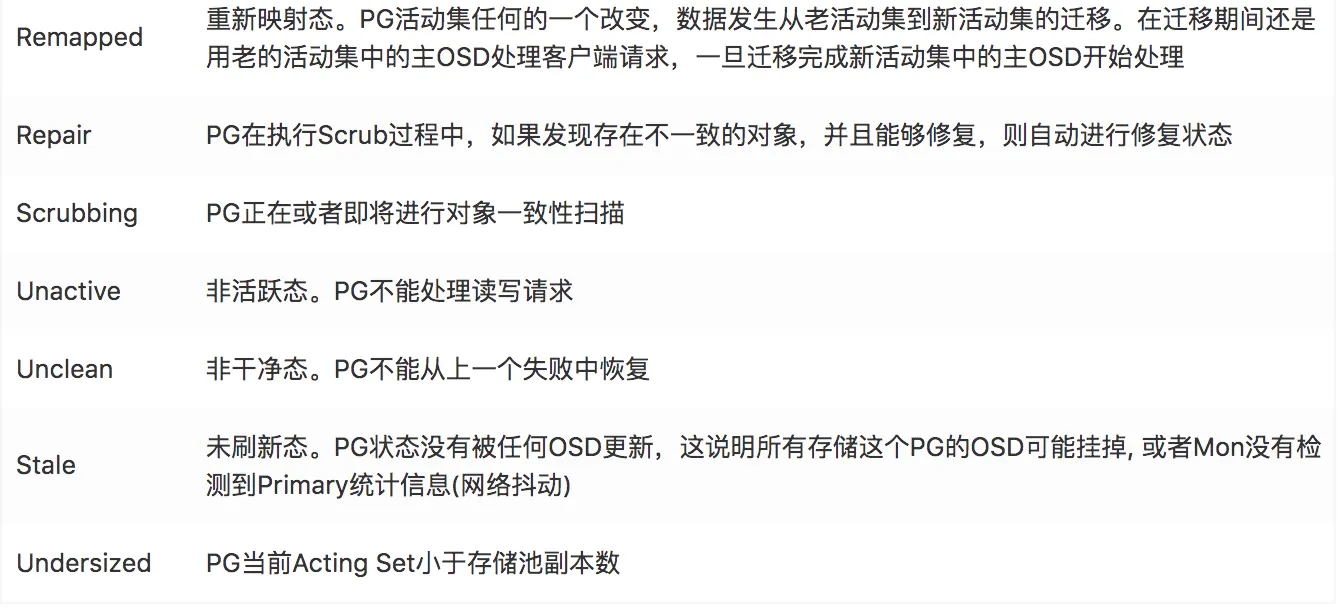 Remapped
重新映射态。PG活动集任何的一个改变，数据发生从老活动集到新活动集的迁移。在迁移期间还是
用老的活动集中的主OSD处理客户端请求，一旦迁移完成新活动集中的主OSD开始处理
Repair
PG在执行Scrub过程中，如果发现存在不一致的对象，并且能够修复，则自动进行修复状态
Scrubbing
PG正在或者即将进行对象一致性扫描
Unactive
非活跃态。PG不能处理读写请求
Unclean
非干净态。PG不能从上一个失败中恢复
Stale
未刷新态。PG状态没有被任何OSD更新，这说明所有存储这个PG的OSD可能挂掉, 或者Mon没有检
测到Primary统计信息(网络抖动)
Undersized
PG当前Acting Set小于存储池副本数